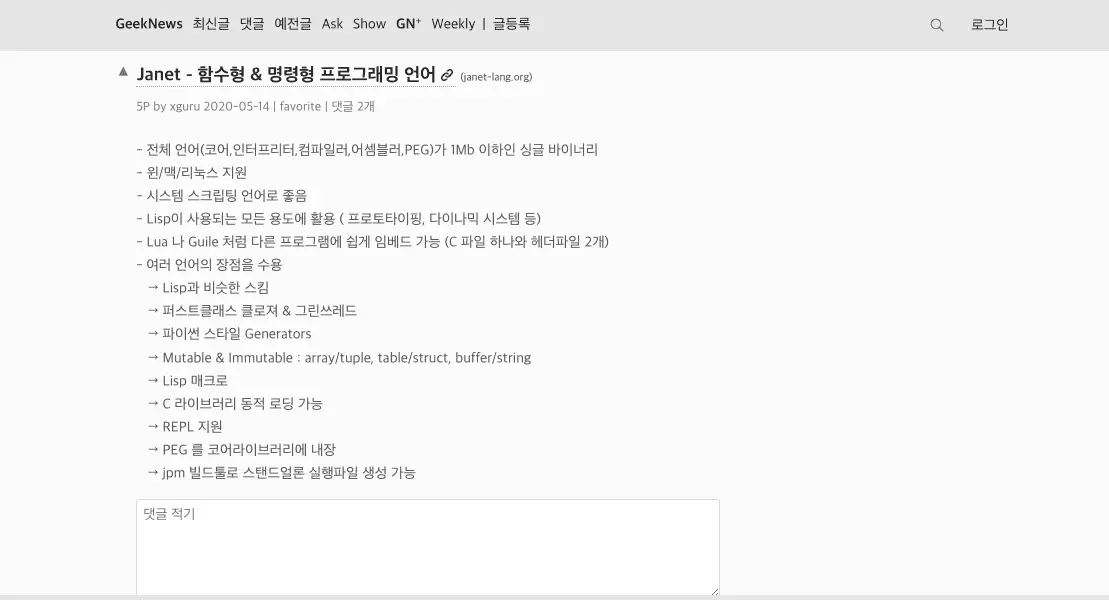 GeekNews 최신글 댓글 예전글 Ask Show GN⁺ Weekly | 글등록 로그인
▲ Janet - 함수형 & 명령형 프로그래밍 언어 (janet-lang.org)
5P by xguru 2020-05-14 | favorite | 댓글 2개
- 전체 언어(코어,인터프리터,컴파일러,어셈블러,PEG)가 1Mb 이하인 싱글 바이너리
- 윈/맥/리눅스 지원
- 시스템 스크립팅 언어로 좋음
- Lisp이 사용되는 모든 용도에 활용 ( 프로토타이핑, 다이나믹 시스템 등)
- Lua 나 Guile 처럼 다른 프로그램에 쉽게 임베드 가능 (C 파일 하나와 헤더파일 2개)
- 여러 언어의 장점을 수용
→ Lisp과 비슷한 스킴
→ 퍼스트클래스 클로져 & 그린쓰레드
→ 파이썬 스타일 Generators
→ Mutable & Immutable : array/tuple, table/struct, buffer/string
→ Lisp 매크로
→ C 라이브러리 동적 로딩 가능
→ REPL 지원
→ PEG 를 코어라이브러리에 내장
→ jpm 빌드툴로 스탠드얼론 실행파일 생성 가능
댓글 적기